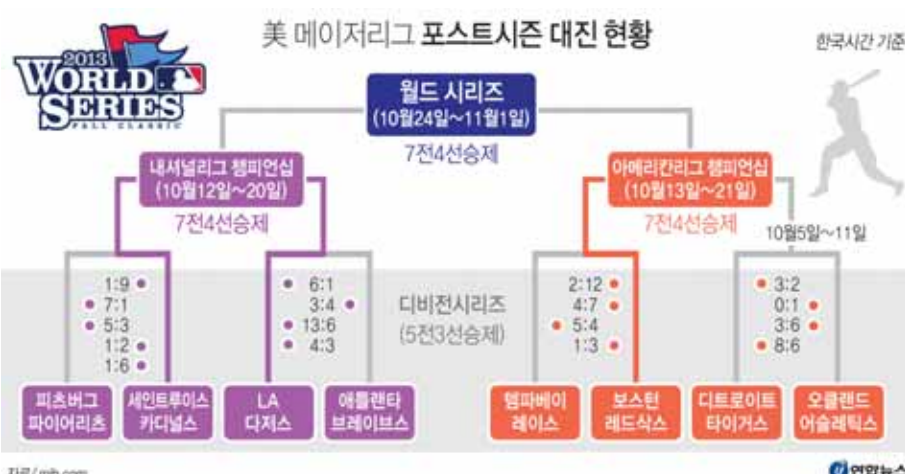 美 메이저리그 포스트시즌 대진 현황
한국시간 기준
2013
WORLD
SERIES
FALL CLASSIC
월드 시리즈
(10월24일~11월1일)
7전4선승제
내셔널리그 챔피언십
(10월12일~20일)
7전4선승제
아메리칸리그 챔피언십
(10월13일~21일)
7전4선승제
10월5일~11일
1:9
7:1
5:3
1:2
1:6
6:1
3:4
13:6
4:3
디비전시리즈
(5전3선승제)
2:12
4:7
5:4
1:3
3:2
0:1
3:6
8:6
피츠버그
파이어리츠
세인트루이스
카디널스
LA
다저스
애틀랜타
브레이브스
템파베이
레이스
보스턴
레드삭스
디트로이트
타이거스
오클랜드
어슬레틱스
자료/mlb.com
연합뉴스